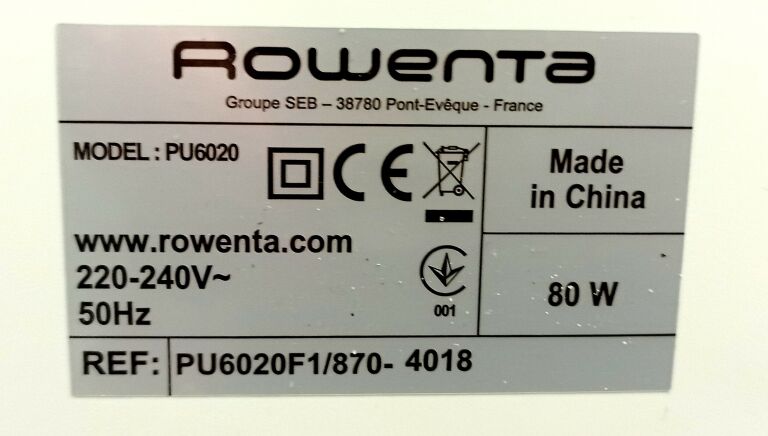 Rowenta
Groupe SEB – 38780 Pont-Evêque - France
MODEL : PU6020
CE
Made
in China
www.rowenta.com
220-240V~
50Hz
001
80 W
REF: PU6020F1/870- 4018